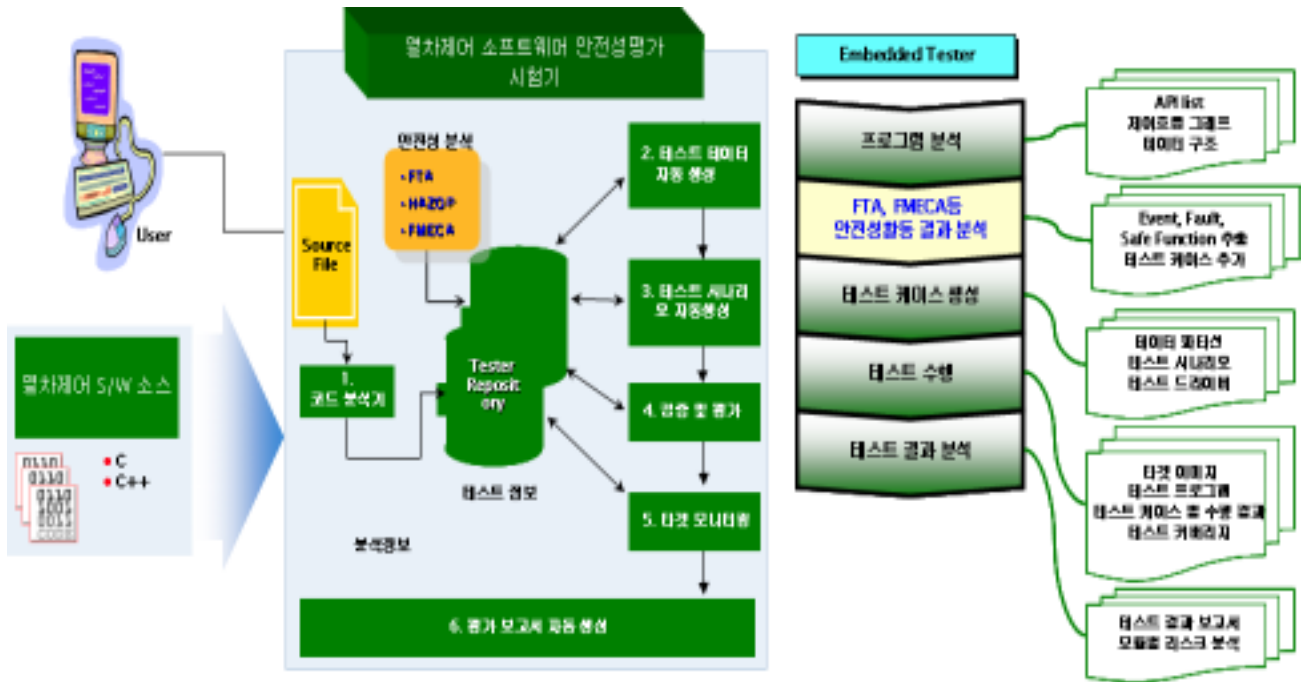 User
열차제어 S/W 소스
C
C++
열차제어 소프트웨어 안전성평가
시험기
안전성 분석
FTA
HAZOP
FMECA
Source
File
1.
코드 분석기
Tester
Reposit
ory
테스트 정보
분석정보
2. 테스트 데이터
자동 생성
3. 테스트 시나리
오 자동생성
4. 검증 및 평가
5. 타겟 모니터링
6. 평가 보고서 자동 생성
Embedded Tester
프로그램 분석
FTA, FMECA등
안전성활동 결과 분석
테스트 케이스 생성
테스트 수행
테스트 결과 분석
API list
제어흐름 그래프
데이터 구조
Event, Fault,
Safe Function 추출
테스트 케이스 추가
데이터 파티션
테스트 시나리오
테스트 드라이버
타겟 이미지
테스트 프로그램
테스트 케이스 별 수행 결과
테스트 커버리지
테스트 결과 보고서
모듈별 리스크 분석